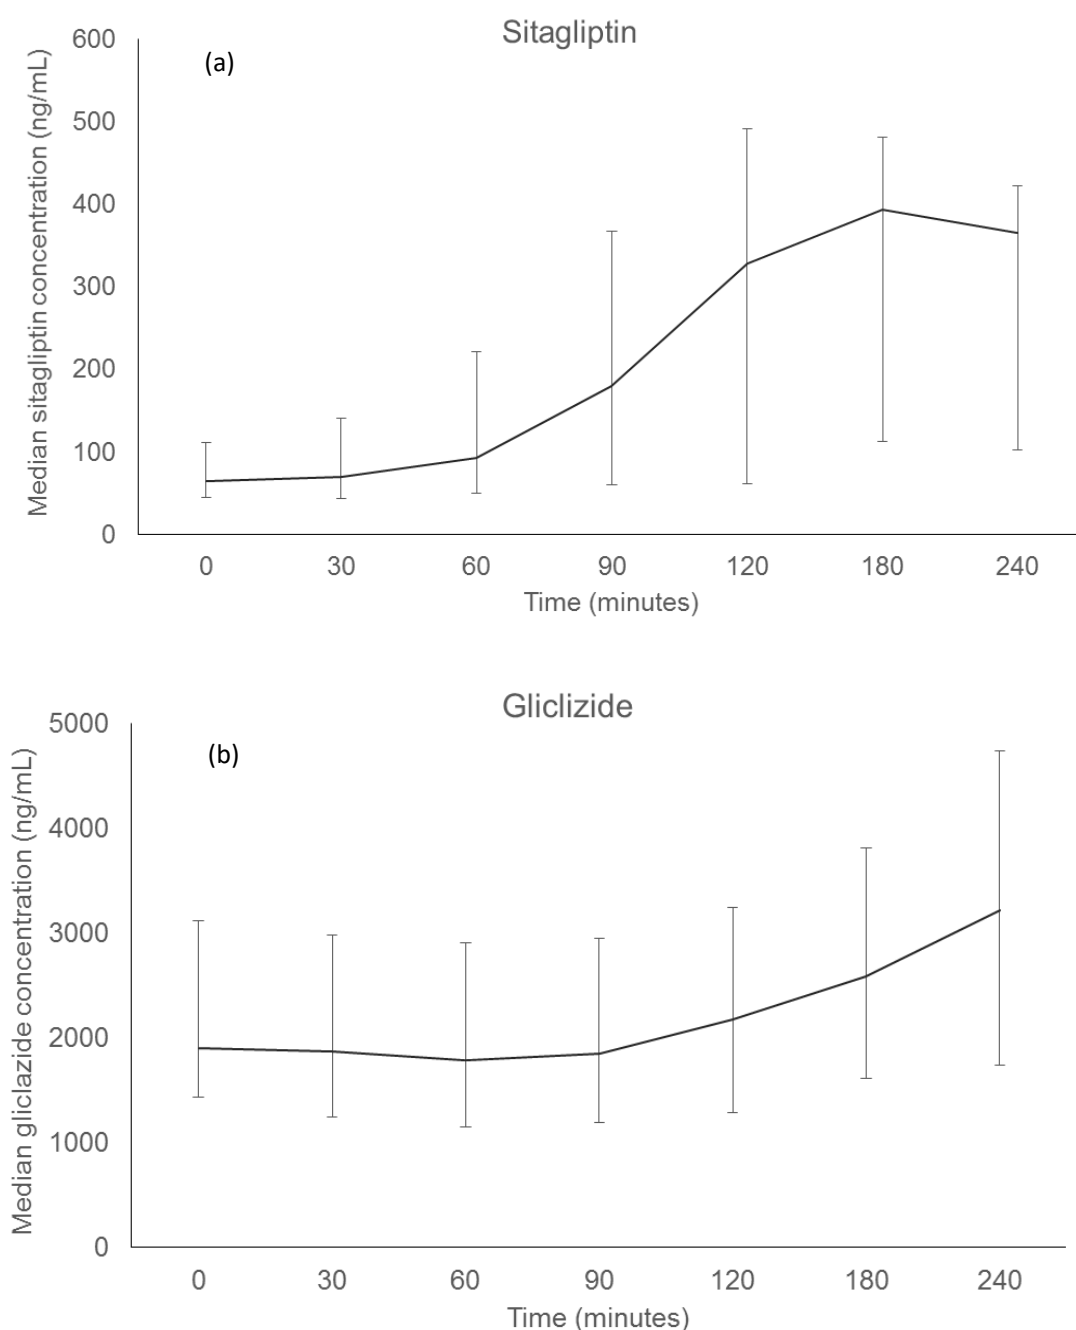 Sitagliptin
(a)
Median sitagliptin concentration (ng/mL)
600
500
400
300
200
100
0
0 30 60 90 120 180 240
Time (minutes)
Gliclizide
(b)
Median gliclazide concentration (ng/mL)
5000
4000
3000
2000
1000
0
0 30 60 90 120 180 240
Time (minutes)